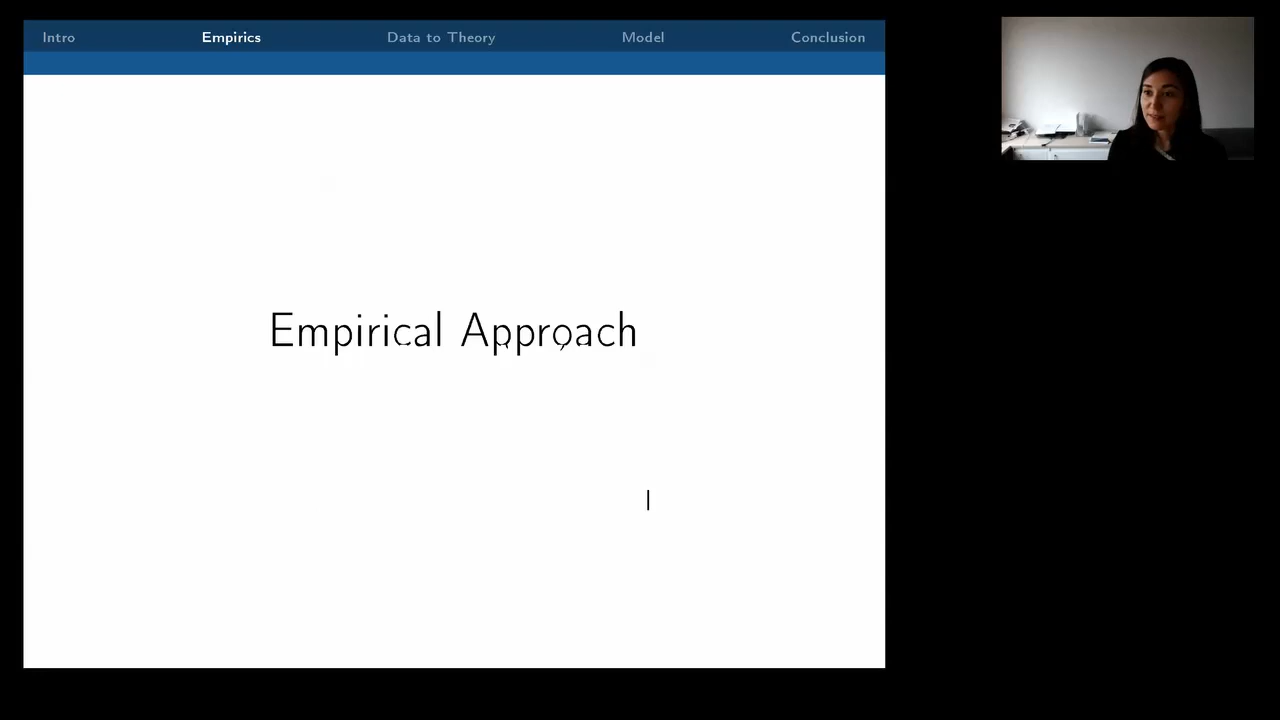 Intro Empirics Data to Theory Model Conclusion
Empirical Approach